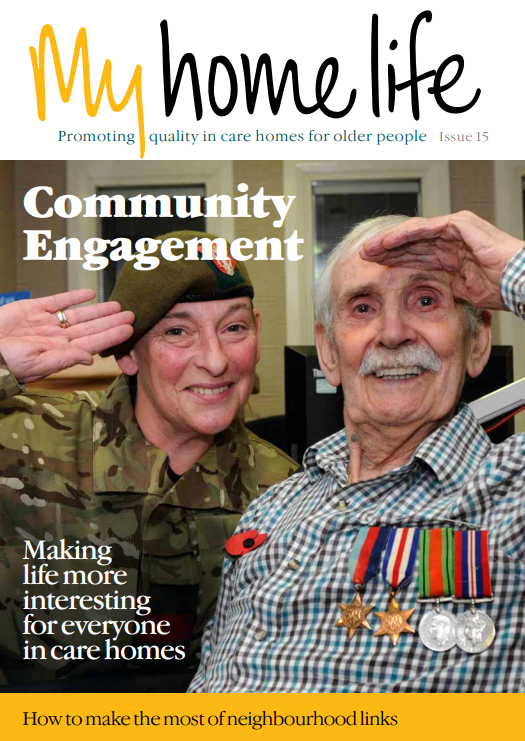 My home life
Promoting quality in care homes for older people Issue 15
Community
Engagement
Making
life more
interesting
for everyone
in care homes
How to make the most of neighbourhood links